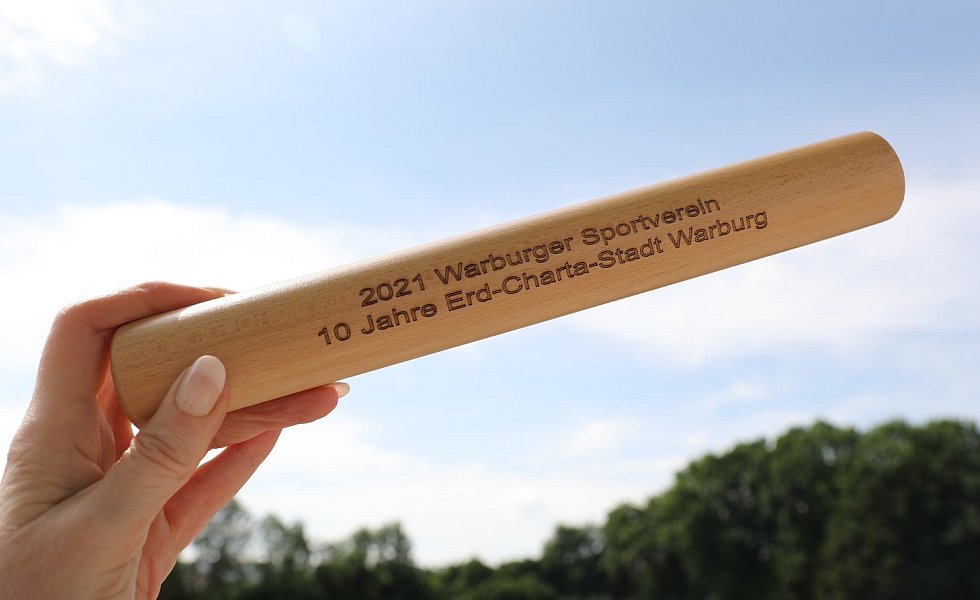 2021 Warburger Sportverein
10 Jahre Erd-Charta-Stadt Warburg